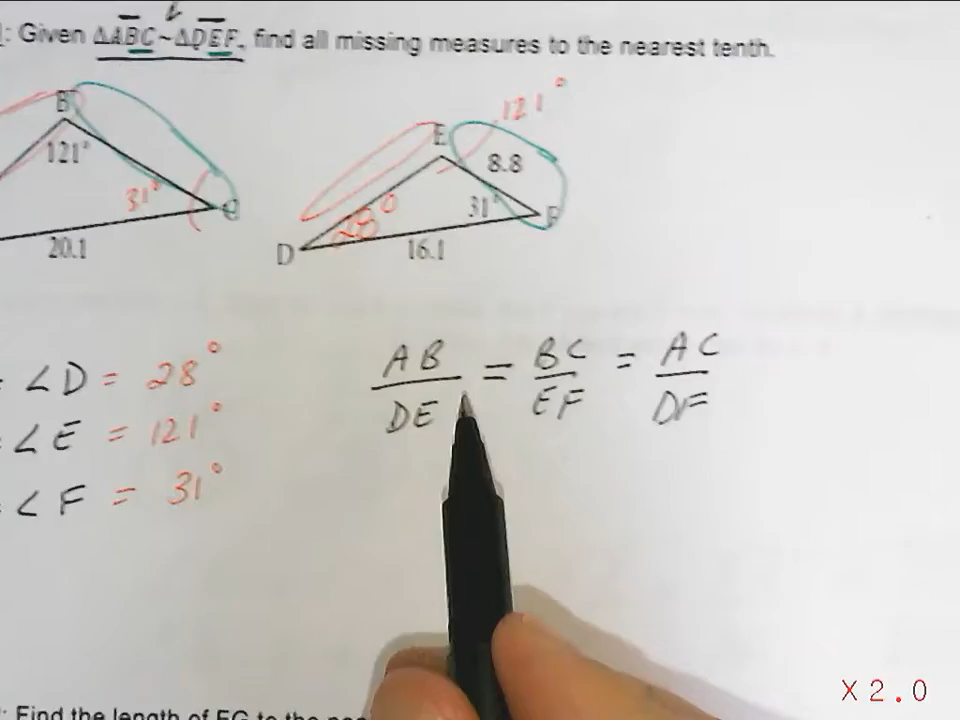 : Given ΔABC~ΔDEF, find all missing measures to the nearest tenth.
B
121°
31°
C
20.1
E
121°
8.8
28°
31°
F
D
16.1
∠D = 28°
= ∠E = 121°
= ∠F = 31°
AB/DE = BC/EF = AC/DF
: Find the length of EG to the
X2.0